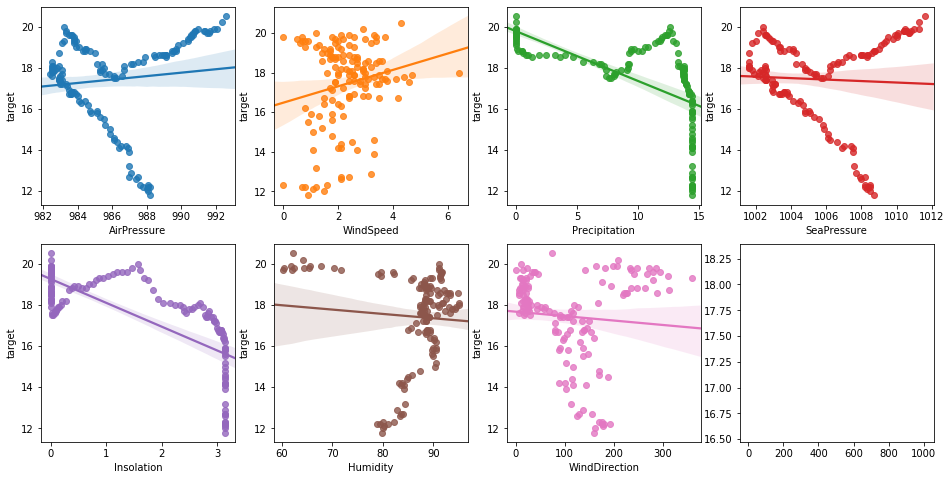 20
18
16
14
12
target
982 984 986 988 990 992
AirPressure
20
18
16
14
12
target
0 2 4 6
WindSpeed
20
18
16
14
12
target
0 5 10 15
Precipitation
20
18
16
14
12
target
1002 1004 1006 1008 1010 1012
SeaPressure
20
18
16
14
12
target
0 1 2 3
Insolation
20
18
16
14
12
target
60 70 80 90
Humidity
20
18
16
14
12
target
0 100 200 300
WindDirection
18.25
18.00
17.75
17.50
17.25
17.00
16.75
16.50
0 200 400 600 800 1000